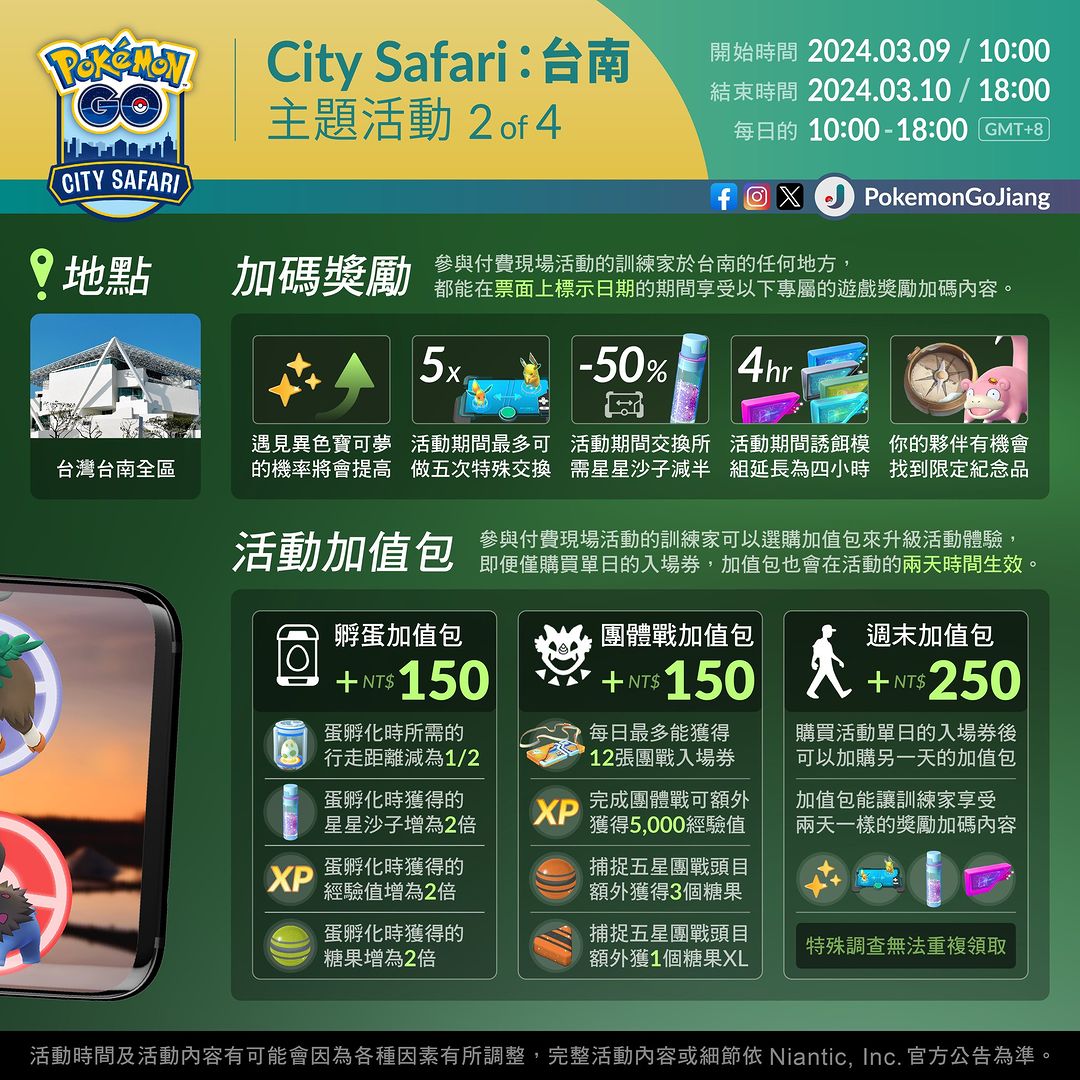 Pokémon
GO
CITY SAFARI
City Safari:台南
主題活動 2 of 4
開始時間 2024.03.09 / 10:00
結束時間 2024.03.10 / 18:00
每日的 10:00-18:00 GMT+8
PokemonGoJiang
地點
台灣台南全區
加碼獎勵
參與付費現場活動的訓練家於台南的任何地方,
都能在票面上標示日期的期間享受以下專屬的遊戲獎勵加碼內容。
遇見異色寶可夢
的機率將會提高
5x
活動期間最多可
做五次特殊交換
-50%
活動期間交換所
需星星沙子減半
4hr
活動期間誘餌模
組延長為四小時
你的夥伴有機會
找到限定紀念品
活動加值包
參與付費現場活動的訓練家可以選購加值包來升級活動體驗,
即便僅購買單日的入場券,加值包也會在活動的兩天時間生效。
孵蛋加值包
+ NT$ 150
蛋孵化時所需的
行走距離減為1/2
蛋孵化時獲得的
星星沙子增為2倍
XP
蛋孵化時獲得的
經驗值增為2倍
蛋孵化時獲得的
糖果增為2倍
團體戰加值包
+ NT$ 150
每日最多能獲得
12張團戰入場券
XP
完成團體戰可額外
獲得5,000經驗值
捕捉五星團戰頭目
額外獲得3個糖果
捕捉五星團戰頭目
額外獲1個糖果XL
週末加值包
+ NT$ 250
購買活動單日的入場券後
可以加購另一天的加值包
加值包能讓訓練家享受
兩天一樣的獎勵加碼內容
特殊調查無法重複領取
活動時間及活動內容有可能會因為各種因素有所調整,完整活動內容或細節依 Niantic, Inc. 官方公告為準。